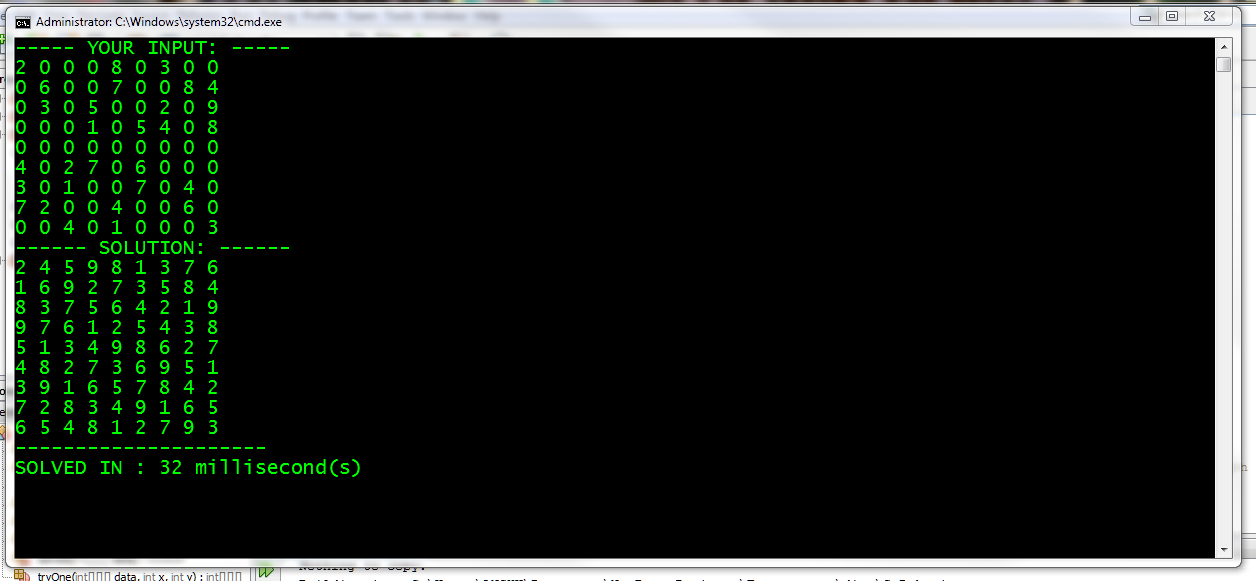 Administrator: C:\Windows\system32\cmd.exe
----- YOUR INPUT: -----
2 0 0 0 8 0 3 0 0
0 6 0 0 7 0 0 8 4
0 3 0 5 0 0 2 0 9
0 0 0 1 0 5 4 0 8
0 0 0 0 0 0 0 0 0
4 0 2 7 0 6 0 0 0
3 0 1 0 0 7 0 4 0
7 2 0 0 4 0 0 6 0
0 0 4 0 1 0 0 0 3
------ SOLUTION: ------
2 4 5 9 8 1 3 7 6
1 6 9 2 7 3 5 8 4
8 3 7 5 6 4 2 1 9
9 7 6 1 2 5 4 3 8
5 1 3 4 9 8 6 2 7
4 8 2 7 3 6 9 5 1
3 9 1 6 5 7 8 4 2
7 2 8 3 4 9 1 6 5
6 5 4 8 1 2 7 9 3
---------------------
SOLVED IN : 32 millisecond(s)
tryOne(int[][] data, int x, int y) : int[][]